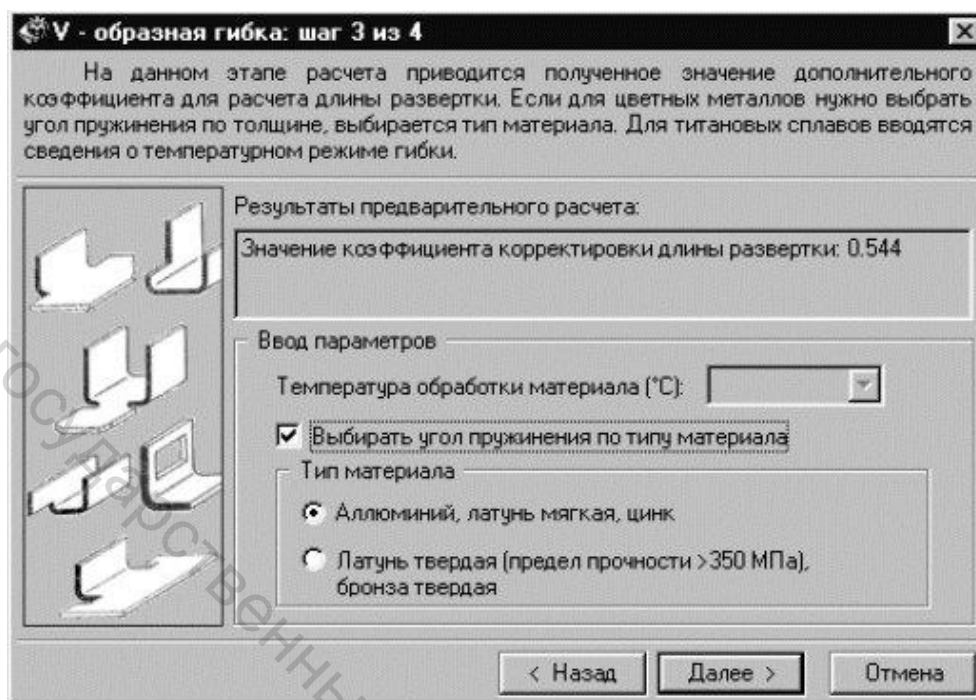 V - образная гибка: шаг 3 из 4
На данном этапе расчета приводится полученное значение дополнительного
коэффициента для расчета длины развертки. Если для цветных металлов нужно выбрать
угол пружинения по толщине, выбирается тип материала. Для титановых сплавов вводятся
сведения о температурном режиме гибки.
Результаты предварительного расчета:
Значение коэффициента корректировки длины развертки: 0.544
Ввод параметров
Температура обработки материала (°C):
Выбирать угол пружинения по типу материала
Тип материала
Аллюминий, латунь мягкая, цинк
Латунь твердая (предел прочности >350 МПа),
бронза твердая
< Назад
Далее >
Отмена
государственны